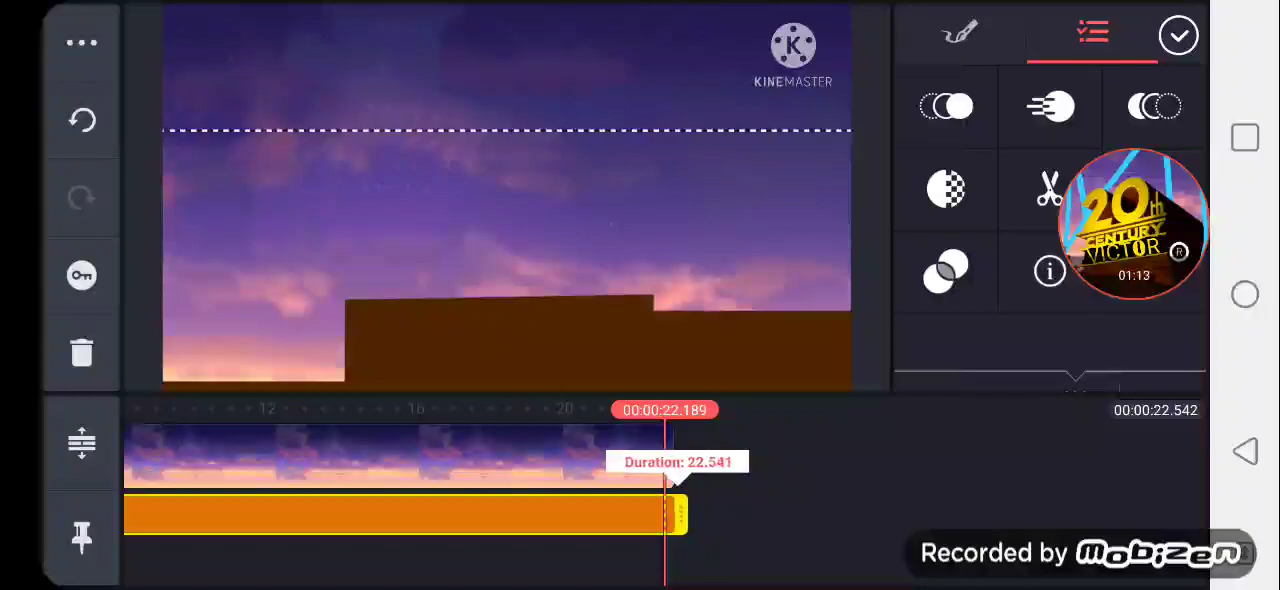 K
KINEMASTER
20th
CENTURY
VICTOR
R
01:13
12
16
20
00:00:22.189
00:00:22.542
Duration: 22.541
Recorded by mobizen